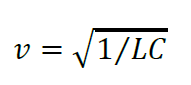 v = √1/LC